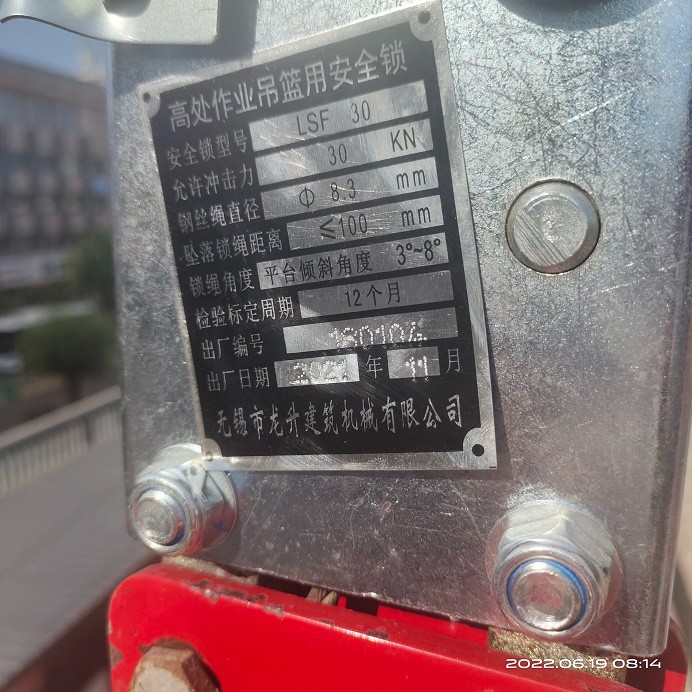 高处作业吊篮用安全锁
安全锁型号 LSF 30
允许冲击力 30 KN
钢丝绳直径 Φ 8.3 mm
坠落锁绳距离 ≤100 mm
锁绳角度 平台倾斜角度 3°~8°
检验标定周期 12个月
出厂编号 180104
出厂日期 2021 年 11 月
无锡市龙升建筑机械有限公司
2022.06.19 08:14